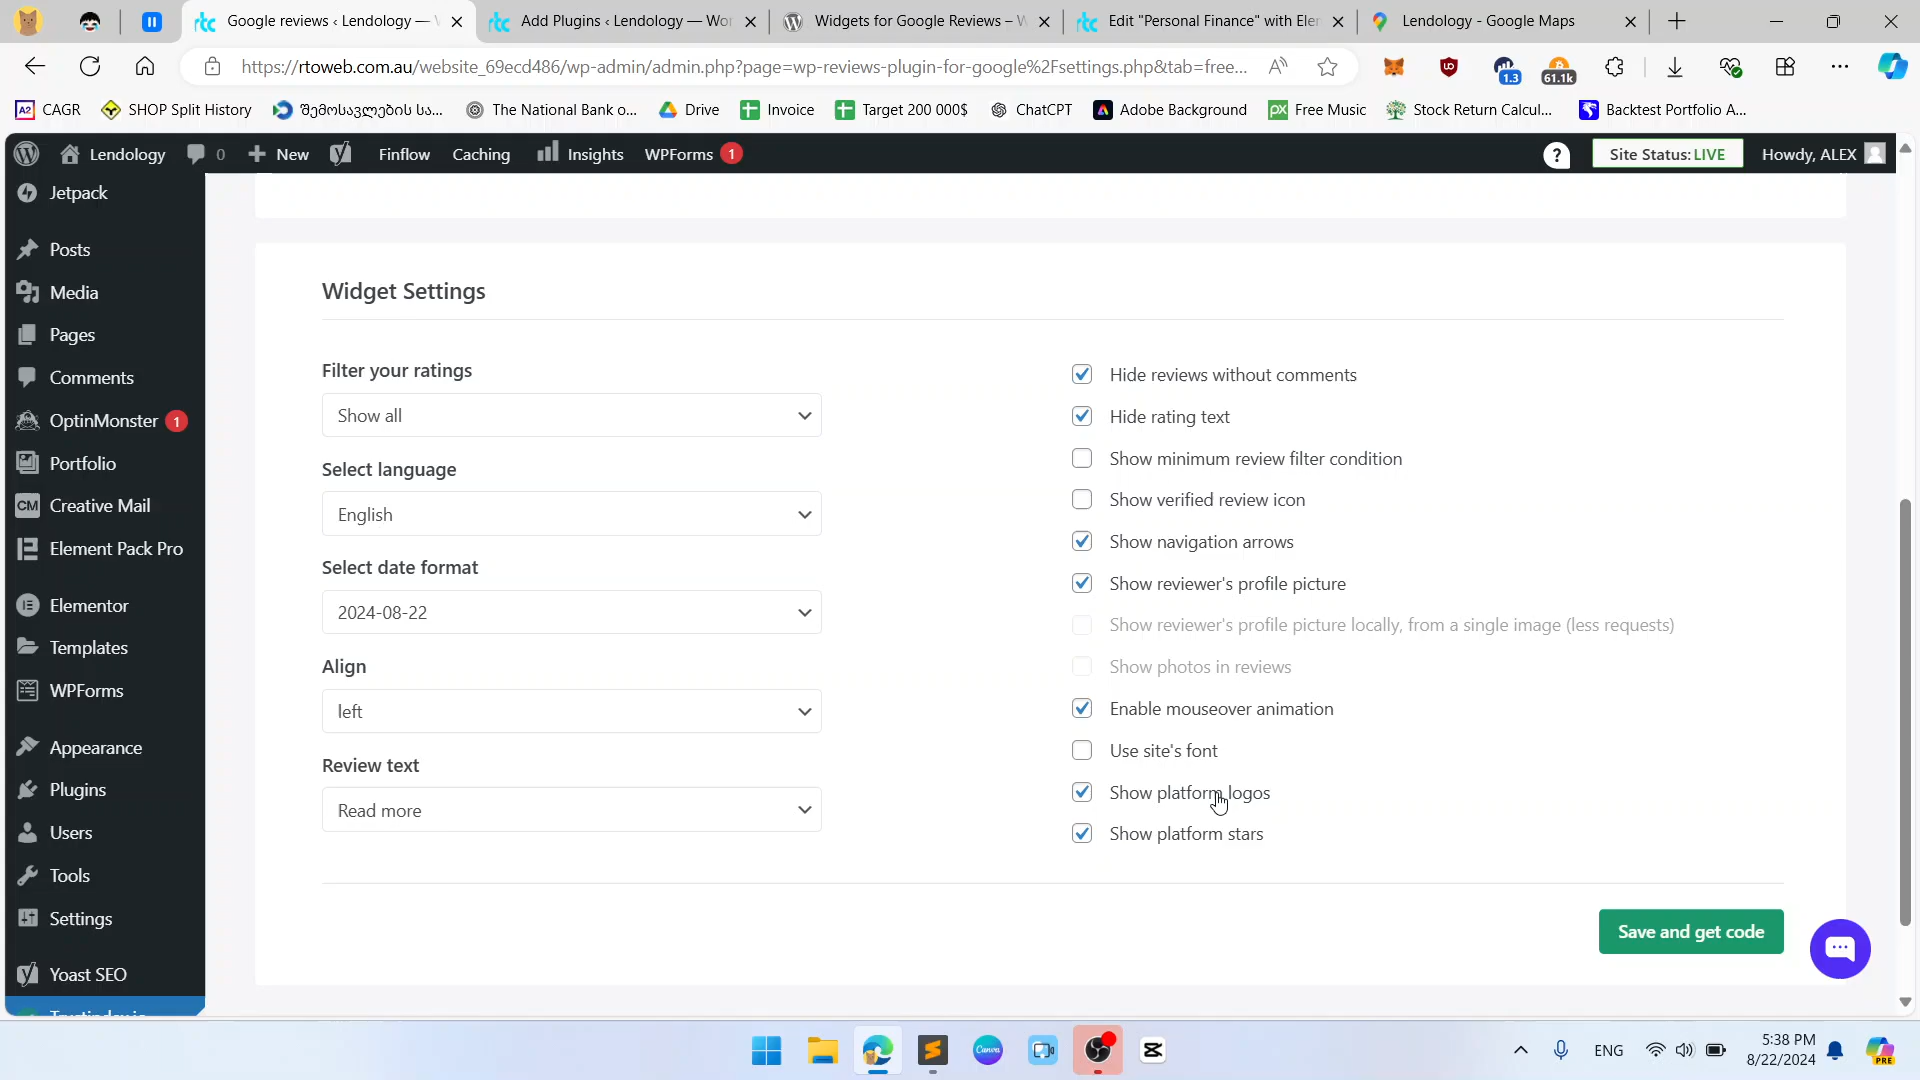 Google reviews ‹ Lendology — 
Add Plugins ‹ Lendology — Wor
Widgets for Google Reviews –
Edit "Personal Finance" with Eler
Lendology - Google Maps
https://rtoweb.com.au/website_69ecd486/wp-admin/admin.php?page=wp-reviews-plugin-for-google%2Fsettings.php&tab=free...
1.3
61.1k
CAGR
SHOP Split History
შემოსავლების სა...
The National Bank o...
Drive
Invoice
Target 200 000$
ChatCPT
Adobe Background
Free Music
Stock Return Calcul...
Backtest Portfolio A...
Lendology
0
New
Finflow
Caching
Insights
WPForms 1
Site Status: LIVE
Howdy, ALEX
Jetpack
Posts
Media
Pages
Comments
OptinMonster 1
Portfolio
Creative Mail
Element Pack Pro
Elementor
Templates
WPForms
Appearance
Plugins
Users
Tools
Settings
Yoast SEO
Widget Settings
Filter your ratings
Show all
Select language
English
Select date format
2024-08-22
Align
left
Review text
Read more
Hide reviews without comments
Hide rating text
Show minimum review filter condition
Show verified review icon
Show navigation arrows
Show reviewer's profile picture
Show reviewer's profile picture locally, from a single image (less requests)
Show photos in reviews
Enable mouseover animation
Use site's font
Show platform logos
Show platform stars
Save and get code
Canva
ENG
5:38 PM
8/22/2024
PRE